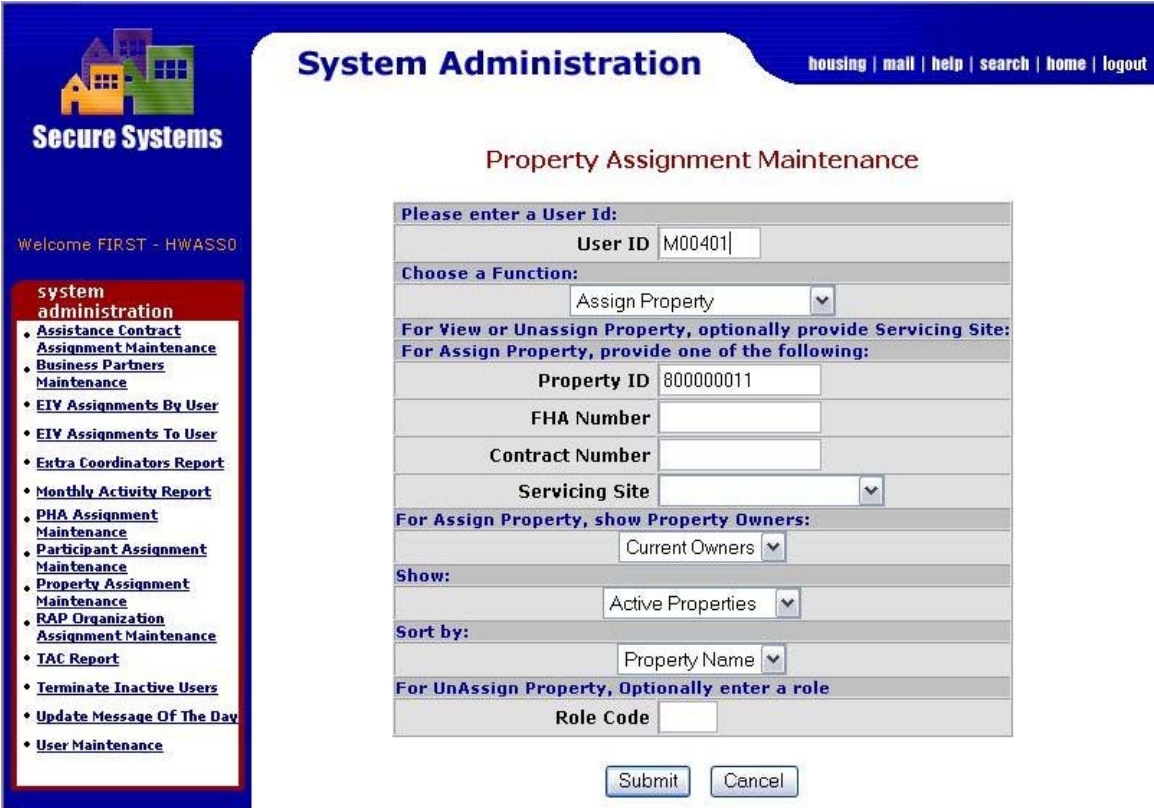 System Administration
housing | mail | help | search | home | logout
Secure Systems
Welcome FIRST - HWASS0
system
administration
Assistance Contract
Assignment Maintenance
Business Partners
Maintenance
EIV Assignments By User
EIV Assignments To User
Extra Coordinators Report
Monthly Activity Report
PHA Assignment
Maintenance
Participant Assignment
Maintenance
Property Assignment
Maintenance
RAP Organization
Assignment Maintenance
TAC Report
Terminate Inactive Users
Update Message Of The Day
User Maintenance
Property Assignment Maintenance
Please enter a User Id:
User ID M00401
Choose a Function:
Assign Property
For View or Unassign Property, optionally provide Servicing Site:
For Assign Property, provide one of the following:
Property ID 800000011
FHA Number
Contract Number
Servicing Site
For Assign Property, show Property Owners:
Current Owners
Show:
Active Properties
Sort by:
Property Name
For UnAssign Property, Optionally enter a role
Role Code
Submit Cancel